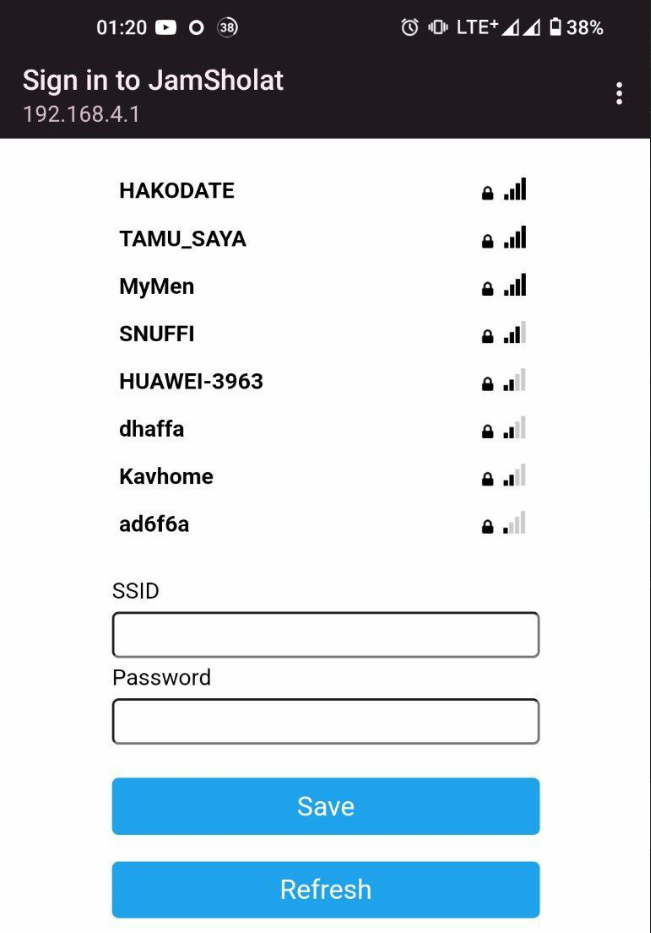 01:20 38 LTE+ 38%
Sign in to JamSholat
192.168.4.1
HAKODATE
TAMU_SAYA
MyMen
SNUFFI
HUAWEI-3963
dhaffa
Kavhome
ad6f6a
SSID
Password
Save
Refresh